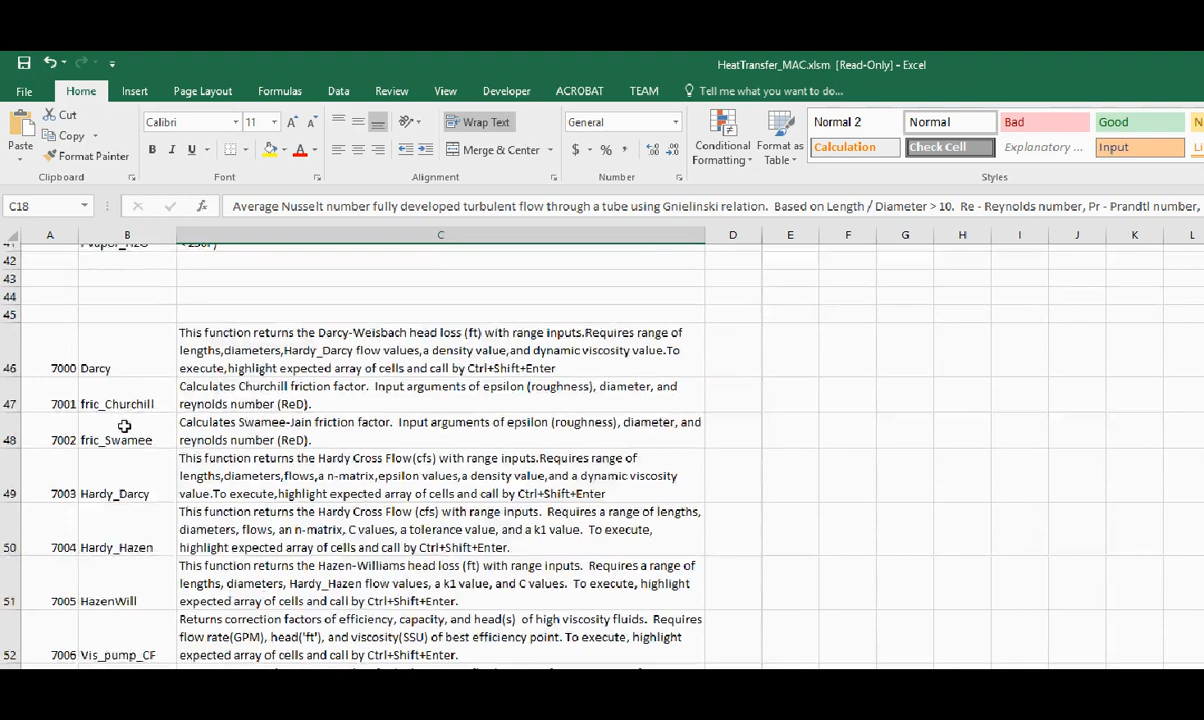 HeatTransfer_MAC.xlsm [Read-Only] - Excel
File Home Insert Page Layout Formulas Data Review View Developer ACROBAT TEAM Tell me what you want to do...
Paste Cut Copy Format Painter
Calibri 11
B I U A
Wrap Text
Merge & Center
General
$ % ,
Conditional Formatting
Format as Table
Normal 2 Normal Bad Good
Calculation Check Cell Explanatory ... Input
Clipboard Font Alignment Number Styles
C18 fx Average Nusselt number fully developed turbulent flow through a tube using Gnielinski relation. Based on Length / Diameter > 10. Re - Reynolds number, Pr - Prandtl number,
A B C D E F G H I J K L
42
43
44
45
This function returns the Darcy-Weisbach head loss (ft) with range inputs.Requires range of
lengths,diameters,Hardy_Darcy flow values,a density value,and dynamic viscosity value.To
46 7000 Darcy execute,highlight expected array of cells and call by Ctrl+Shift+Enter
Calculates Churchill friction factor. Input arguments of epsilon (roughness), diameter, and
47 7001 fric_Churchill reynolds number (ReD).
Calculates Swamee-Jain friction factor. Input arguments of epsilon (roughness), diameter, and
48 7002 fric_Swamee reynolds number (ReD).
This function returns the Hardy Cross Flow(cfs) with range inputs.Requires range of
lengths,diameters,flows,a n-matrix,epsilon values,a density value,and a dynamic viscosity
49 7003 Hardy_Darcy value.To execute,highlight expected array of cells and call by Ctrl+Shift+Enter
This function returns the Hardy Cross Flow (cfs) with range inputs. Requires a range of lengths,
diameters, flows, an n-matrix, C values, a tolerance value, and a k1 value. To execute,
50 7004 Hardy_Hazen highlight expected array of cells and call by Ctrl+Shift+Enter.
This function returns the Hazen-Williams head loss (ft) with range inputs. Requires a range of
lengths, diameters, Hardy_Hazen flow values, a k1 value, and C values. To execute, highlight
51 7005 HazenWill expected array of cells and call by Ctrl+Shift+Enter.
Returns correction factors of efficiency, capacity, and head(s) of high viscosity fluids. Requires
flow rate(GPM), head('ft'), and viscosity(SSU) of best efficiency point. To execute, highlight
52 7006 Vis_pump_CF expected array of cells and call by Ctrl+Shift+Enter.